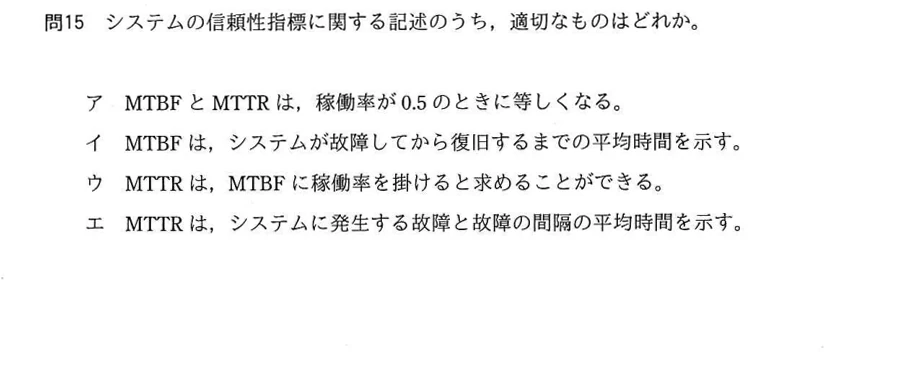 問15 システムの信頼性指標に関する記述のうち，適切なものはどれか。
ア MTBF と MTTR は，稼働率が 0.5 のときに等しくなる。
イ MTBF は，システムが故障してから復旧するまでの平均時間を示す。
ウ MTTR は，MTBF に稼働率を掛けると求めることができる。
エ MTTR は，システムに発生する故障と故障の間隔の平均時間を示す。